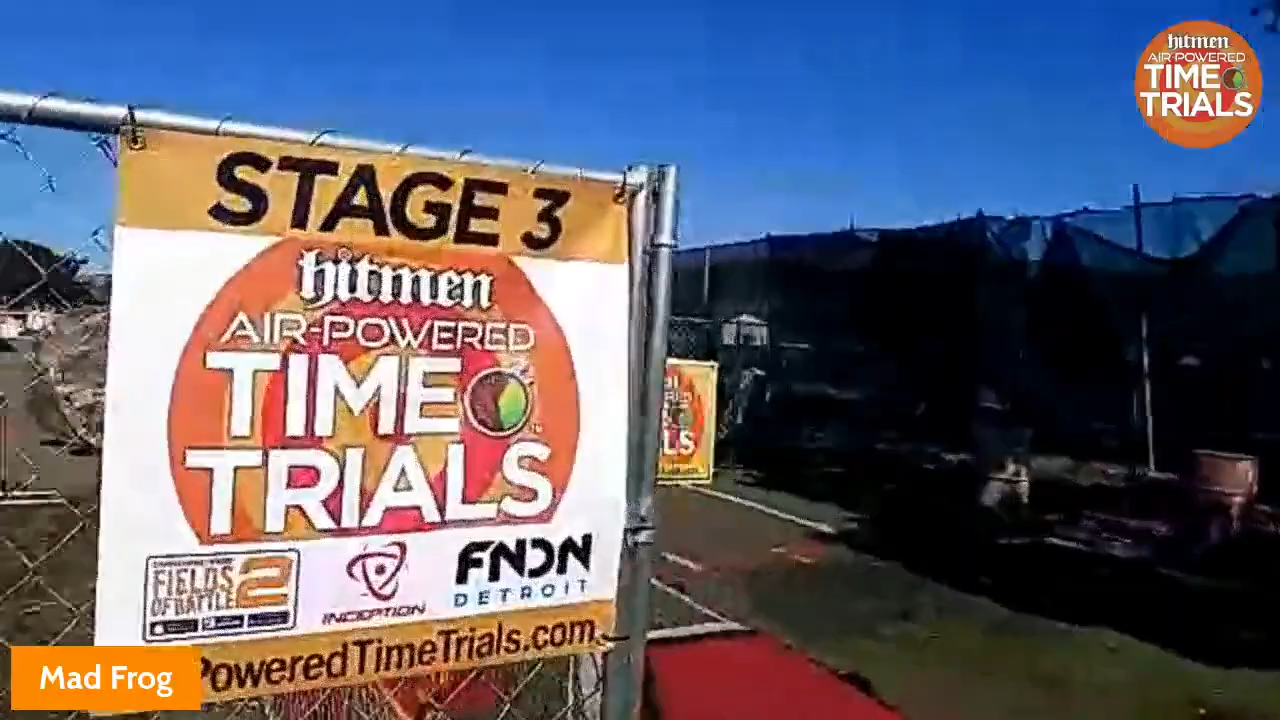 hitmen
AIR-POWERED
TIME
TRIALS
STAGE 3
hitmen
AIR-POWERED
TIME
TRIALS
FIELDS
OF BATTLE 2
INCEPTION
FNDN
DETROIT
PoweredTimeTrials.com
LS
Mad Frog